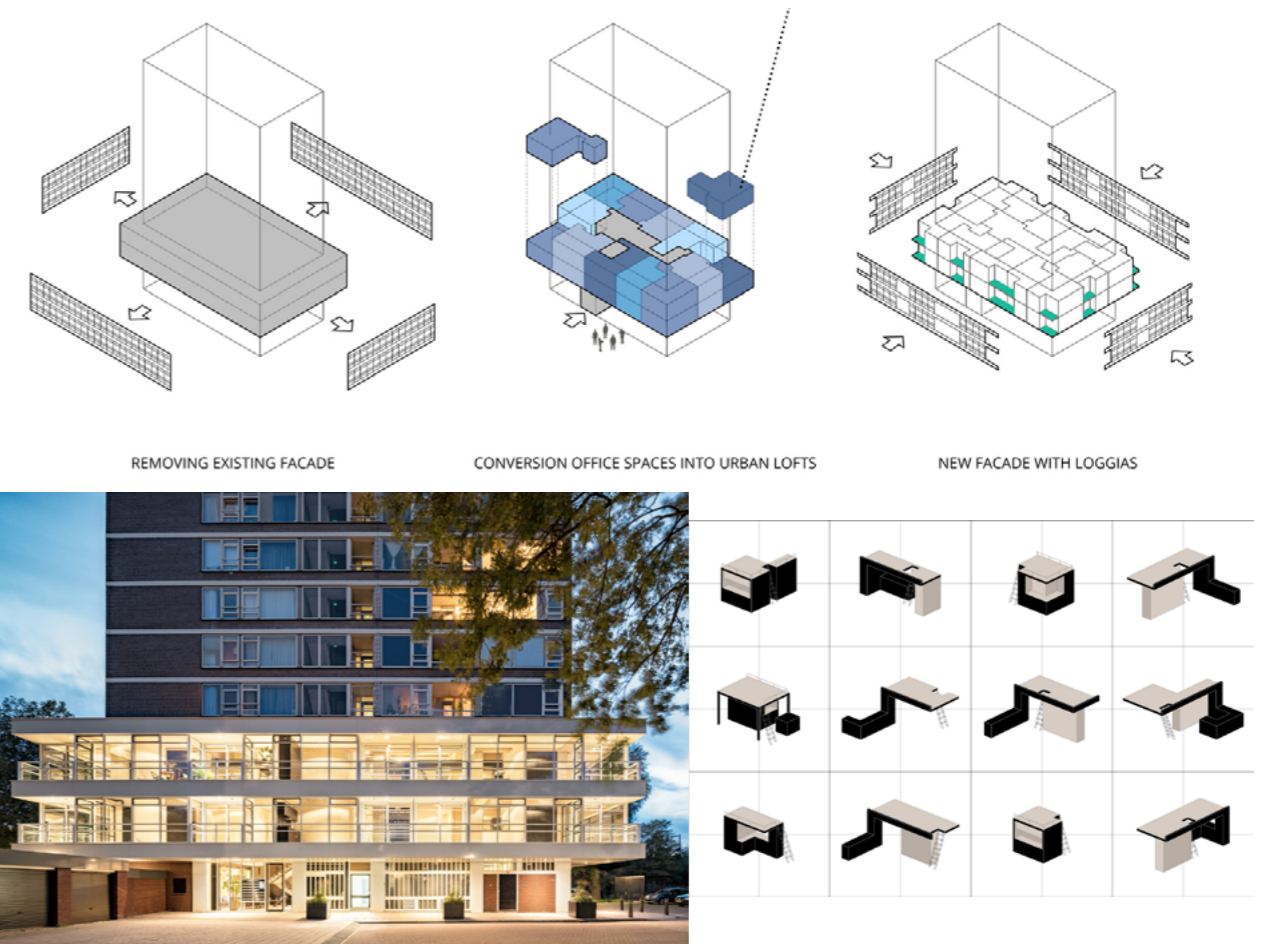 REMOVING EXISTING FACADE
CONVERSION OFFICE SPACES INTO URBAN LOFTS
NEW FACADE WITH LOGGIAS